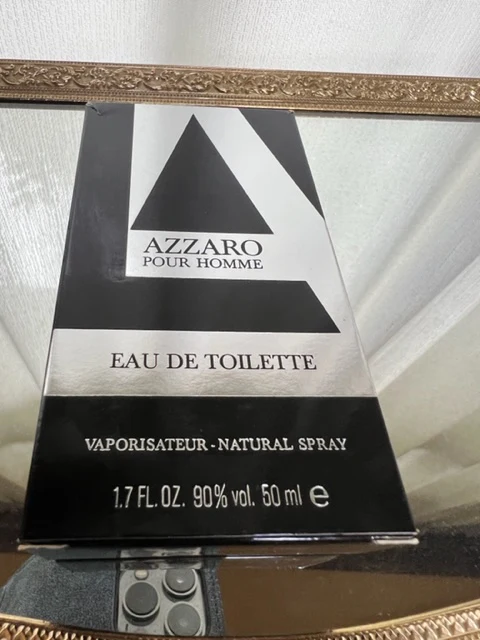 AZZARO
POUR HOMME
EAU DE TOILETTE
VAPORISATEUR - NATURAL SPRAY
1.7 FL. OZ. 90% vol. 50 ml ℮